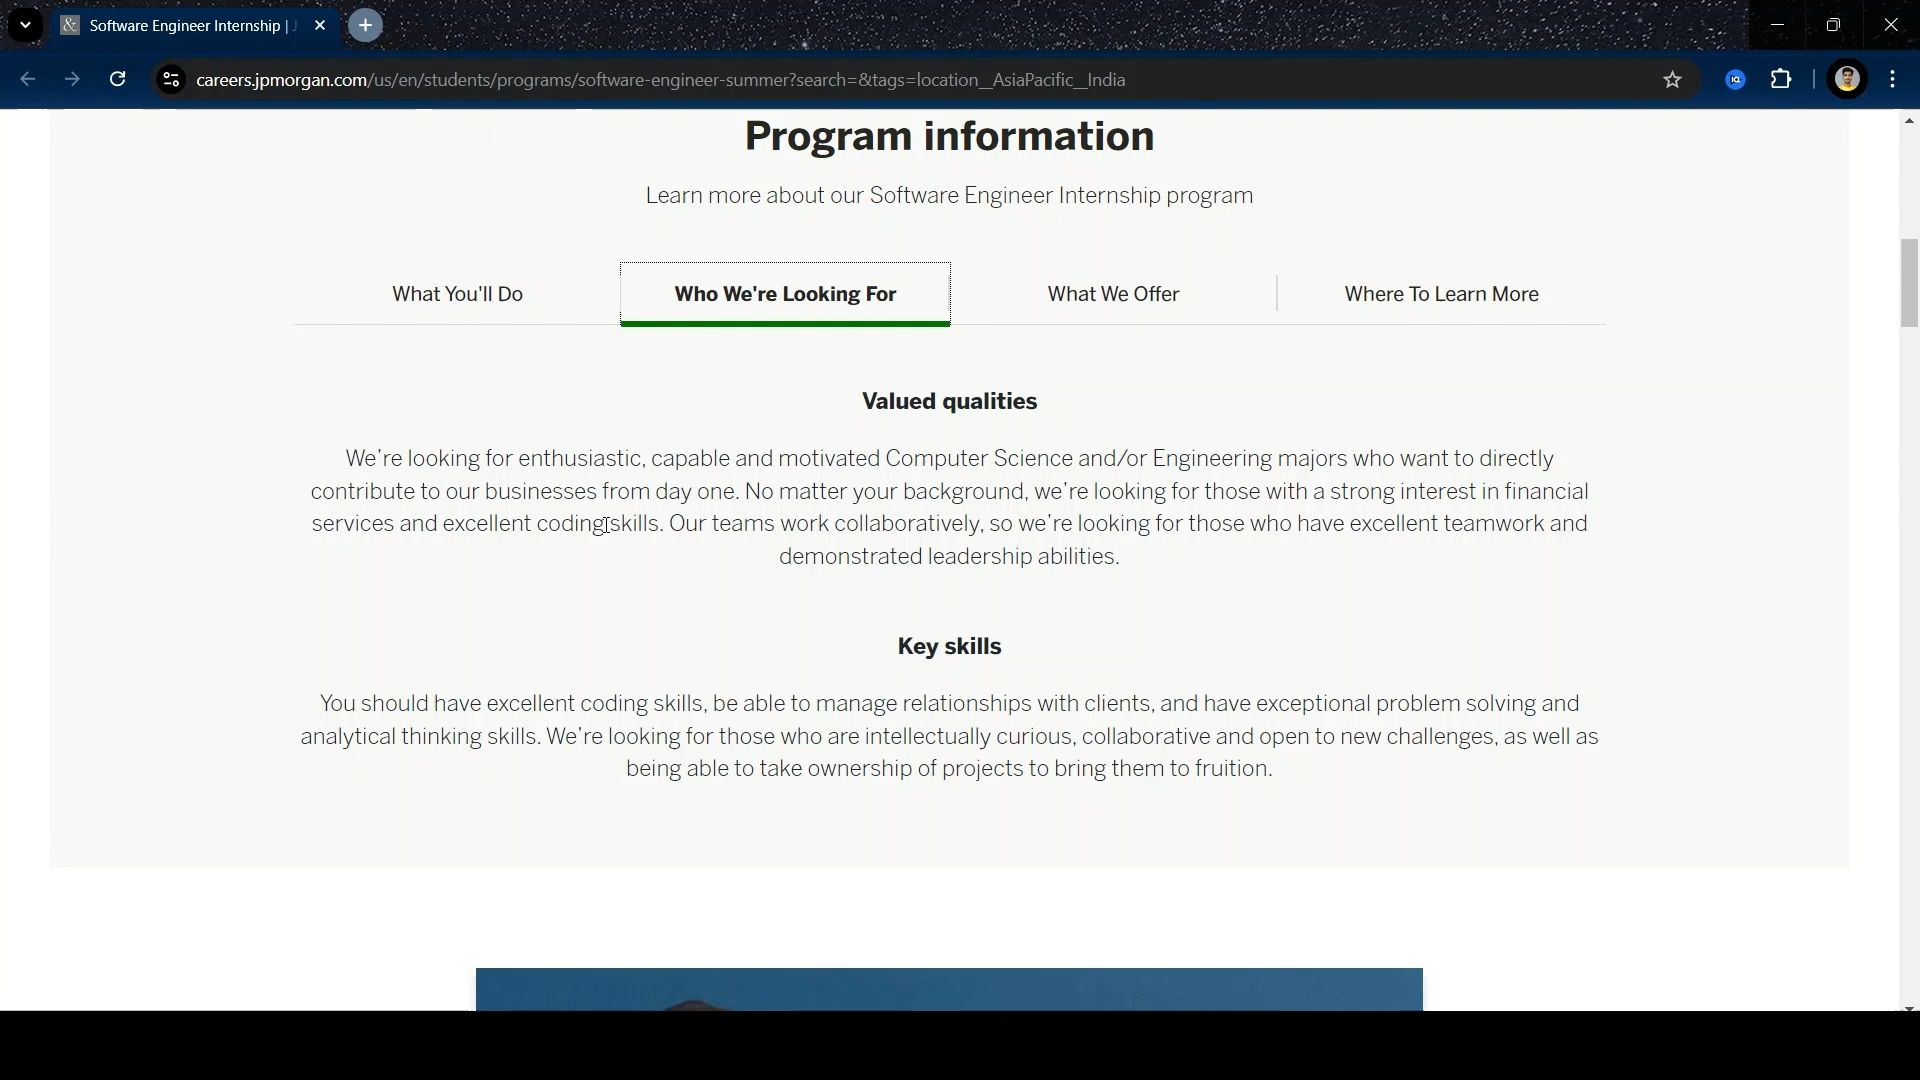 Software Engineer Internship |
careers.jpmorgan.com/us/en/students/programs/software-engineer-summer?search=&tags=location__AsiaPacific__India
Program information
Learn more about our Software Engineer Internship program
What You'll Do
Who We're Looking For
What We Offer
Where To Learn More
Valued qualities
We're looking for enthusiastic, capable and motivated Computer Science and/or Engineering majors who want to directly
contribute to our businesses from day one. No matter your background, we're looking for those with a strong interest in financial
services and excellent coding skills. Our teams work collaboratively, so we're looking for those who have excellent teamwork and
demonstrated leadership abilities.
Key skills
You should have excellent coding skills, be able to manage relationships with clients, and have exceptional problem solving and
analytical thinking skills. We're looking for those who are intellectually curious, collaborative and open to new challenges, as well as
being able to take ownership of projects to bring them to fruition.